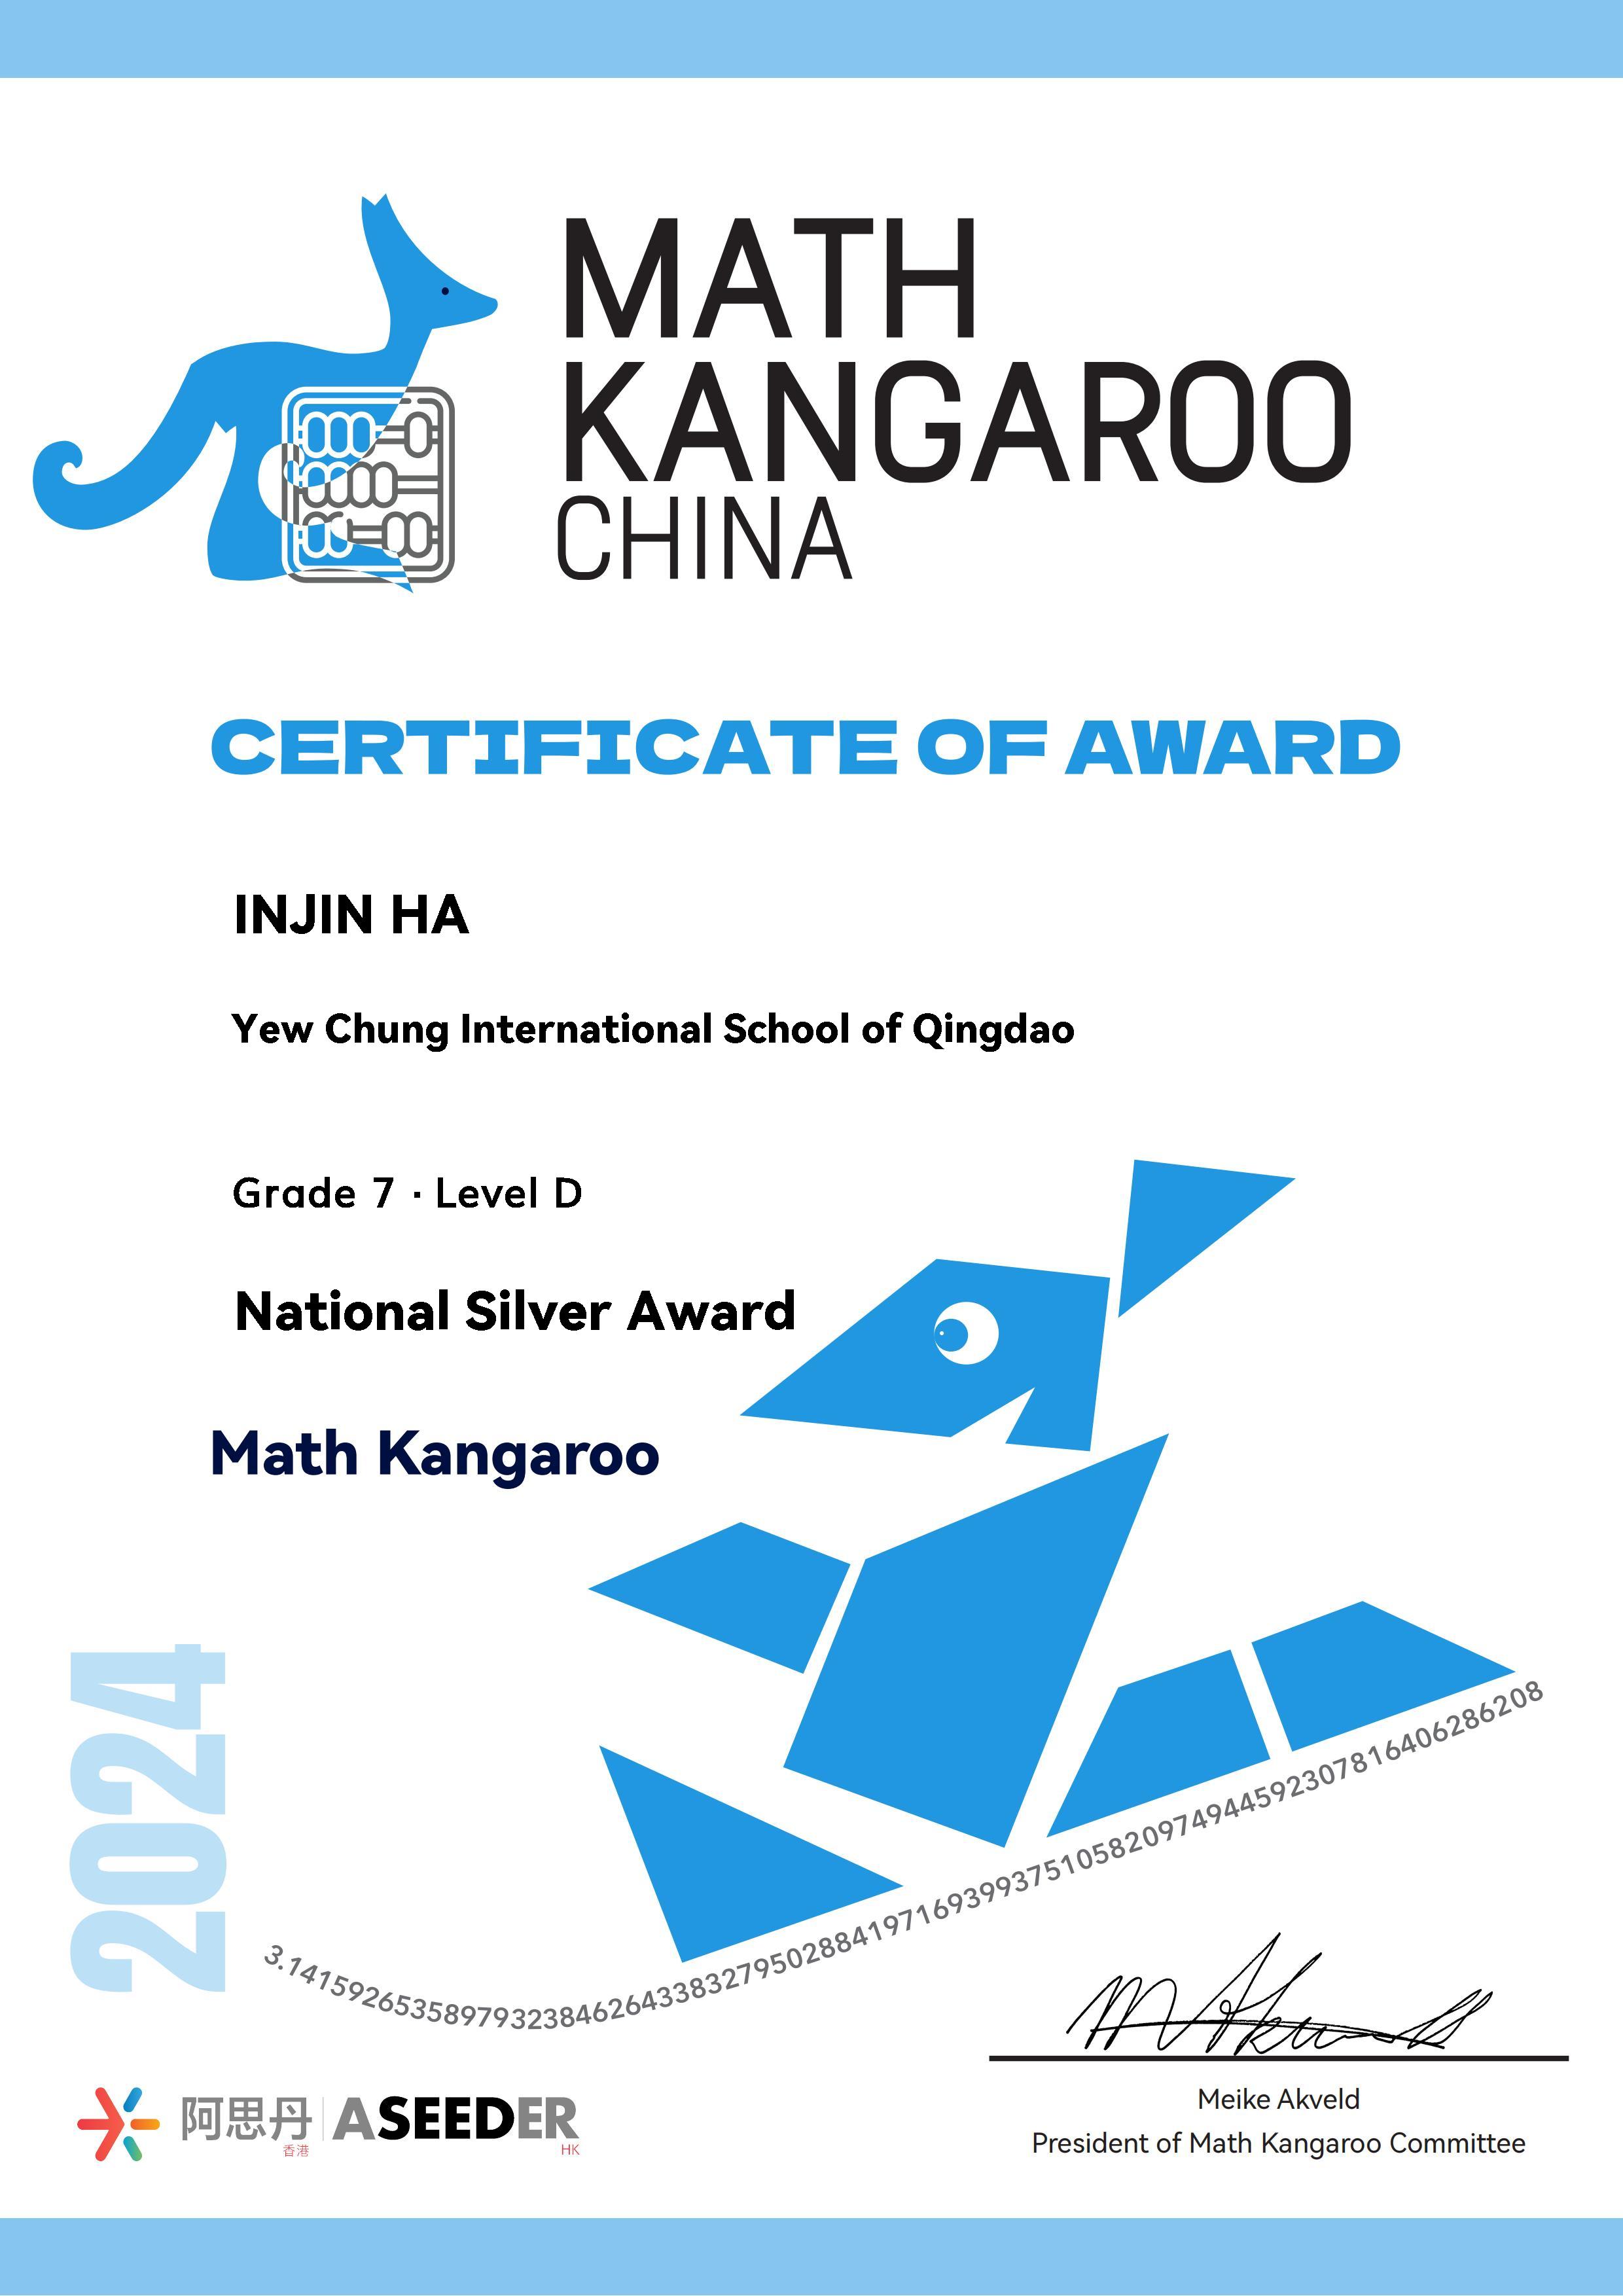 MATH
KANGAROO
CHINA
CERTIFICATE OF AWARD
INJIN HA
Yew Chung International School of Qingdao
Grade 7 · Level D
National Silver Award
Math Kangaroo
2024
3.141592653589793238462643383279502884197169399375105820974944592307816406286208
阿思丹 香港 | ASEEDER HK
Meike Akveld
President of Math Kangaroo Committee